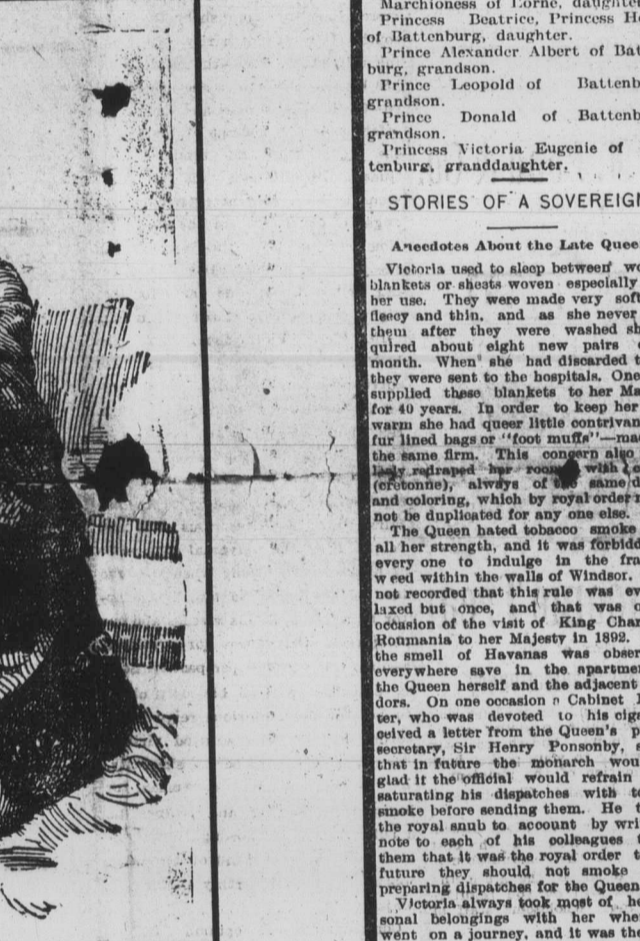 Marchioness of Lorne, daughter
Princess Beatrice, Princess H
of Battenburg, daughter.
Prince Alexander Albert of Bat
burg, grandson.
Prince Leopold of Battenb
grandson.
Prince Donald of Battenb
grandson.
Princess Victoria Eugenie of
tenburg, granddaughter.
STORIES OF A SOVEREIGN
Anecdotes About the Late Quee
Victoria used to sleep between wo
blankets or sheets woven especially
her use. They were made very soft
fleecy and thin, and as she never
them after they were washed sh
quired about eight new pairs
month. When she had discarded t
they were sent to the hospitals. One
supplied these blankets to her Ma
for 40 years. In order to keep her
warm she had queer little contrivan
fur lined bags or "foot muffs"—ma
the same firm. This concern also
redraped her room with
(cretonne), always of the same d
and coloring, which by royal order
not be duplicated for any one else.
The Queen hated tobacco smoke
all her strength, and it was forbidd
every one to indulge in the fra
weed within the walls of Windsor.
not recorded that this rule was ev
laxed but once, and that was o
occasion of the visit of King Char
Roumania to her Majesty in 1892.
the smell of Havanas was obser
everywhere save in the apartme
the Queen herself and the adjacent
dors. On one occasion a Cabinet
ter, who was devoted to his ciga
ceived a letter from the Queen's p
secretary, Sir Henry Ponsonby, s
that in future the monarch wou
glad if the official would refrain
saturating his dispatches with to
smoke before sending them. He t
the royal snub to account by wri
note to each of his colleagues
them that it was the royal order t
future they should not smoke
preparing dispatches for the Queen
Victoria always took most of he
sonal belongings with her whe
went on a journey, and it was the